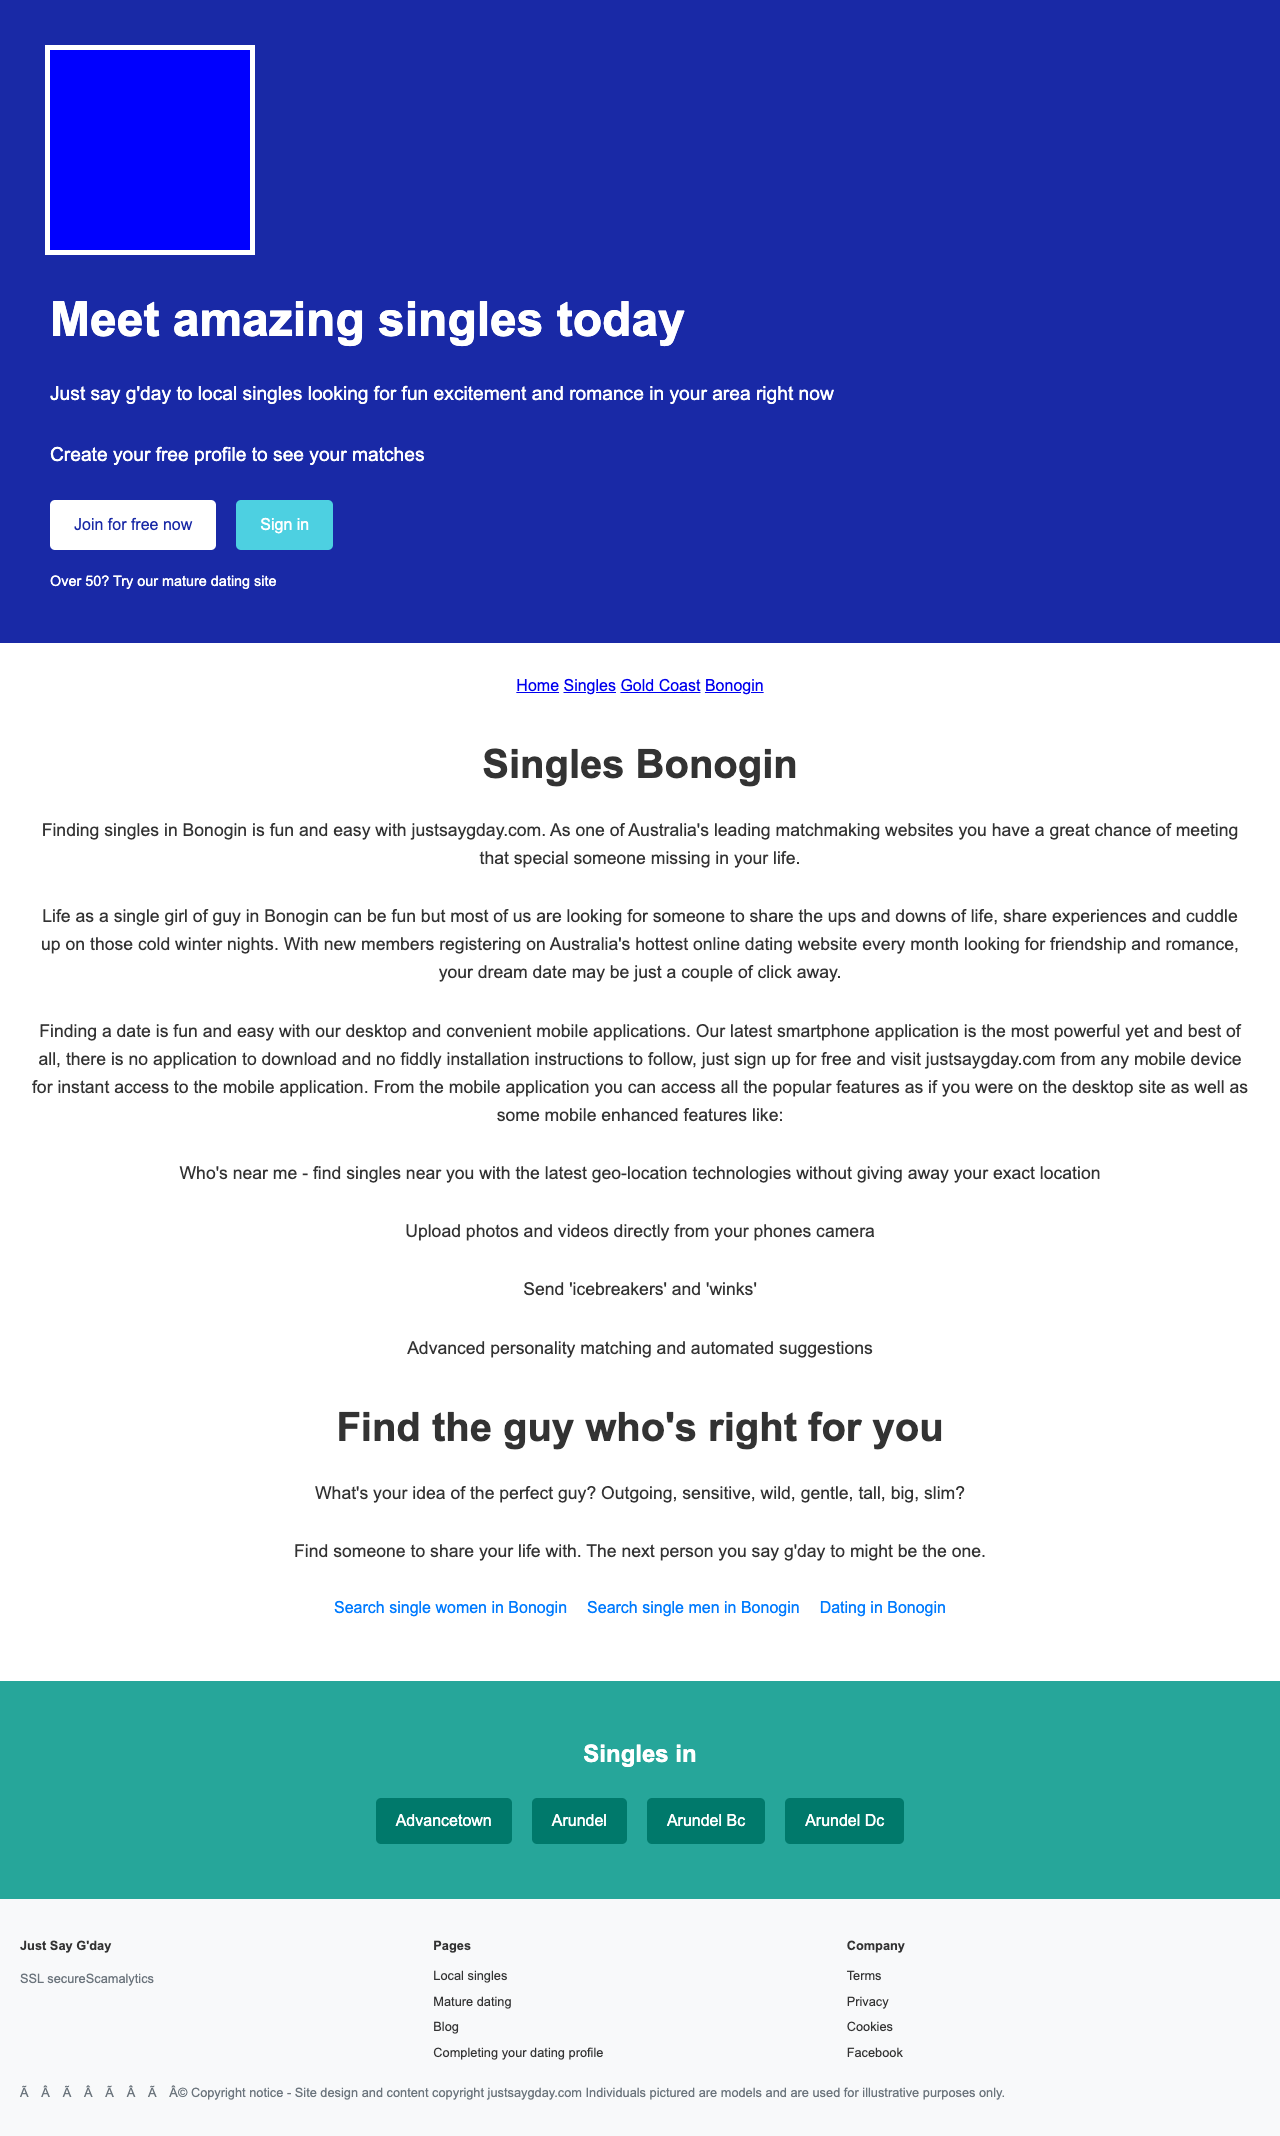 Meet amazing singles today
Just say g'day to local singles looking for fun excitement and romance in your area right now
Create your free profile to see your matches
Join for free now Sign in
Over 50? Try our mature dating site
Home Singles Gold Coast Bonogin
Singles Bonogin
Finding singles in Bonogin is fun and easy with justsaygday.com. As one of Australia's leading matchmaking websites you have a great chance of meeting
that special someone missing in your life.
Life as a single girl of guy in Bonogin can be fun but most of us are looking for someone to share the ups and downs of life, share experiences and cuddle
up on those cold winter nights. With new members registering on Australia's hottest online dating website every month looking for friendship and romance,
your dream date may be just a couple of click away.
Finding a date is fun and easy with our desktop and convenient mobile applications. Our latest smartphone application is the most powerful yet and best of
all, there is no application to download and no fiddly installation instructions to follow, just sign up for free and visit justsaygday.com from any mobile device
for instant access to the mobile application. From the mobile application you can access all the popular features as if you were on the desktop site as well as
some mobile enhanced features like:
Who's near me - find singles near you with the latest geo-location technologies without giving away your exact location
Upload photos and videos directly from your phones camera
Send 'icebreakers' and 'winks'
Advanced personality matching and automated suggestions
Find the guy who's right for you
What's your idea of the perfect guy? Outgoing, sensitive, wild, gentle, tall, big, slim?
Find someone to share your life with. The next person you say g'day to might be the one.
Search single women in Bonogin Search single men in Bonogin Dating in Bonogin
Singles in
Advancetown Arundel Arundel Bc Arundel Dc
Just Say G'day
SSL secureScamalytics
Pages
Local singles
Mature dating
Blog
Completing your dating profile
Company
Terms
Privacy
Cookies
Facebook
Ã Â Ã Â Ã Â Ã Â© Copyright notice - Site design and content copyright justsaygday.com Individuals pictured are models and are used for illustrative purposes only.